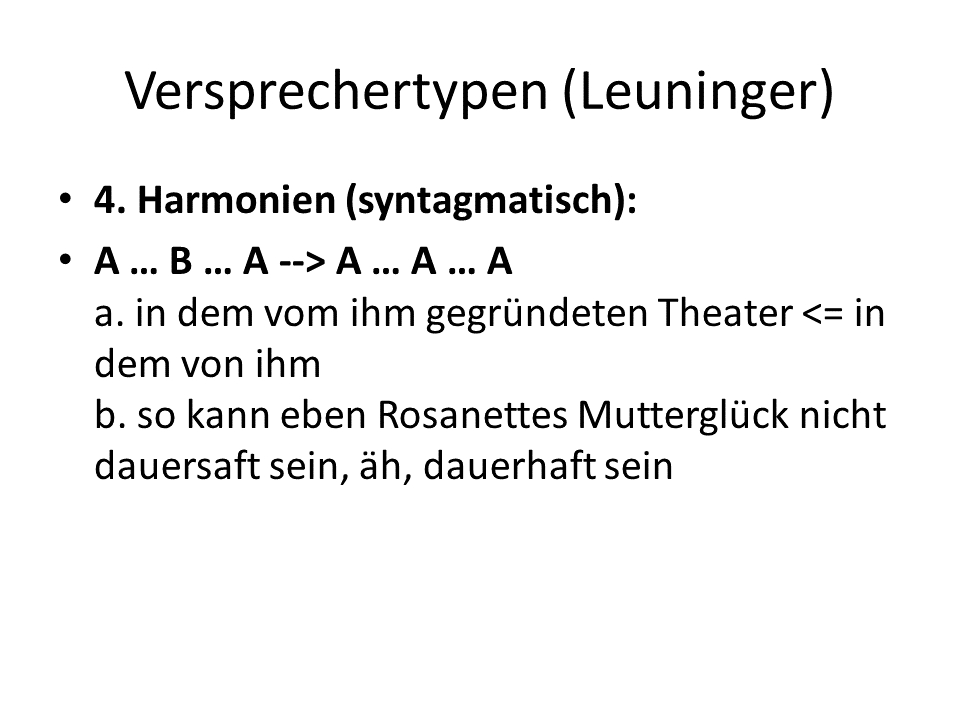 Versprechertypen (Leuninger)
• 4. Harmonien (syntagmatisch):
• A … B … A --> A … A … A
a. in dem vom ihm gegründeten Theater <= in
dem von ihm
b. so kann eben Rosanettes Mutterglück nicht
dauersaft sein, äh, dauerhaft sein